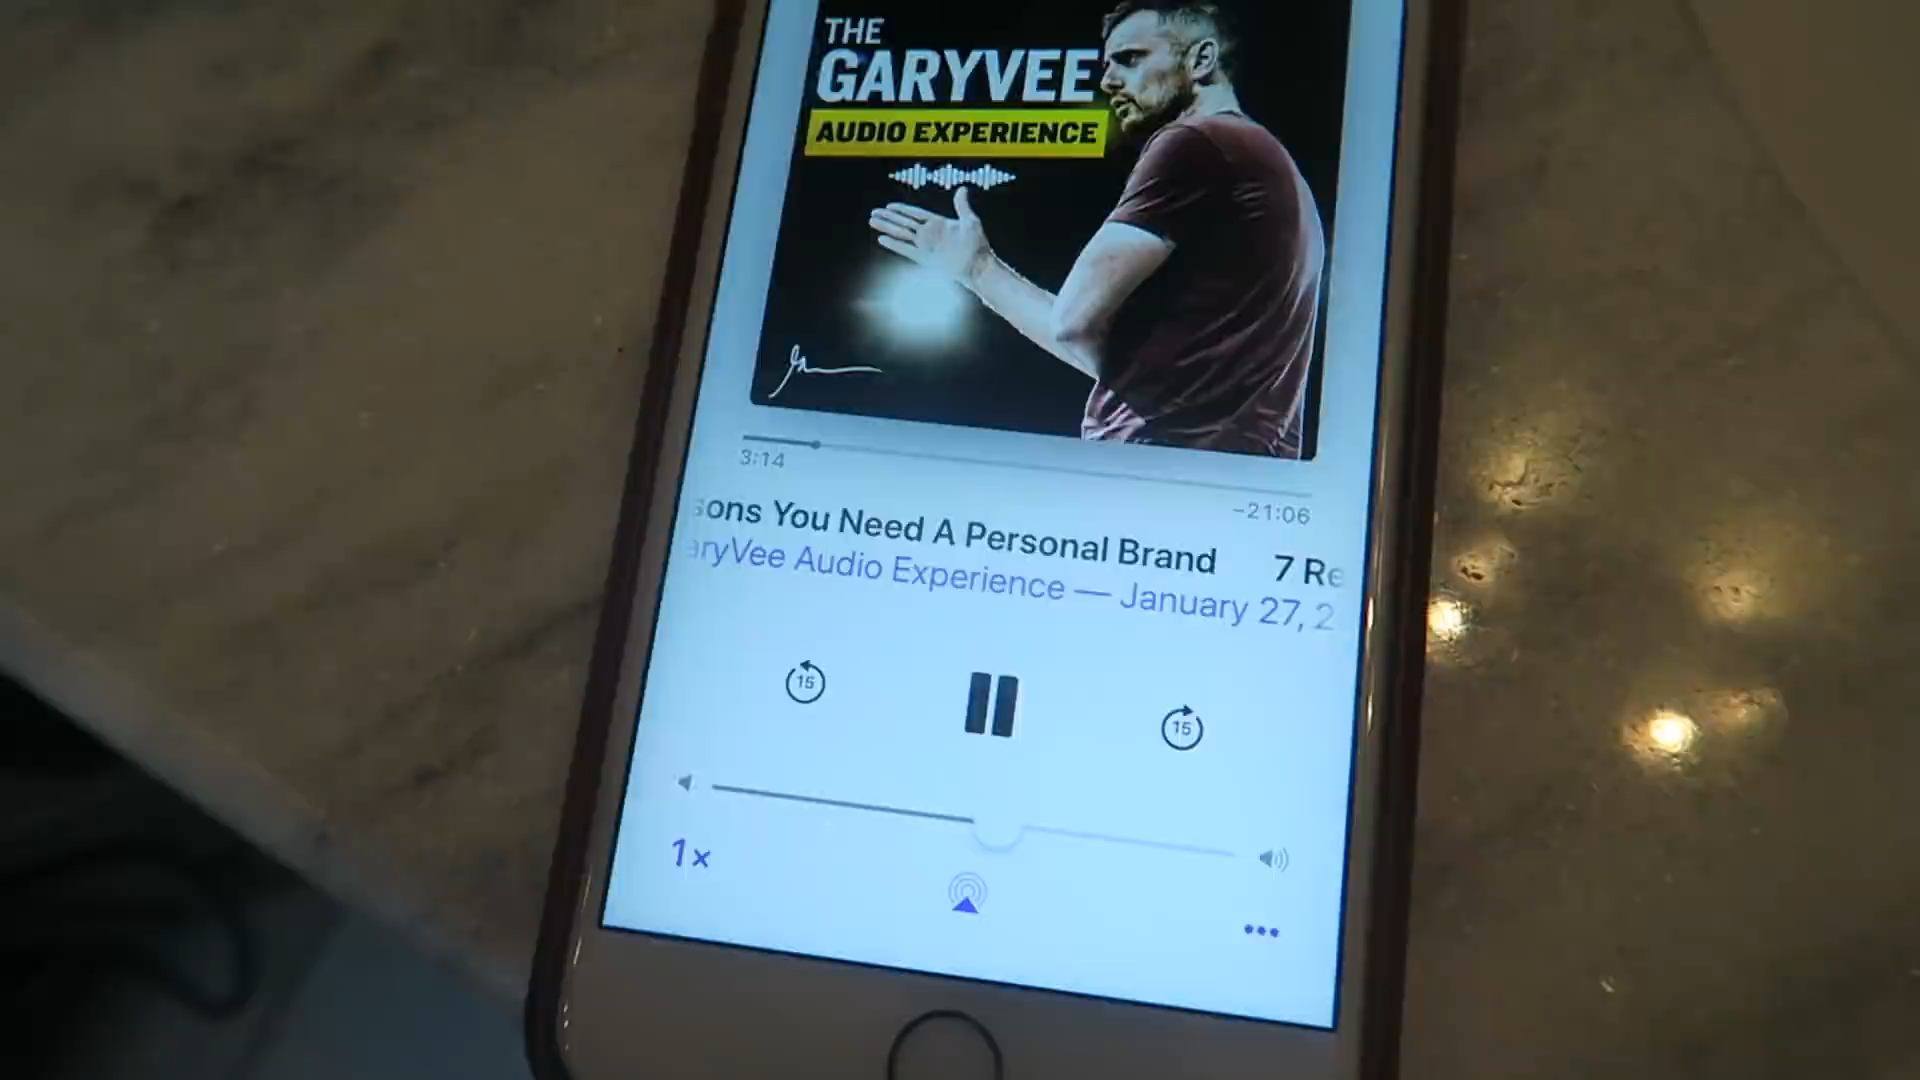 THE
GARYVEE
AUDIO EXPERIENCE
3:14
-21:06
sons You Need A Personal Brand 7 Re
aryVee Audio Experience — January 27, 2
15
15
1×